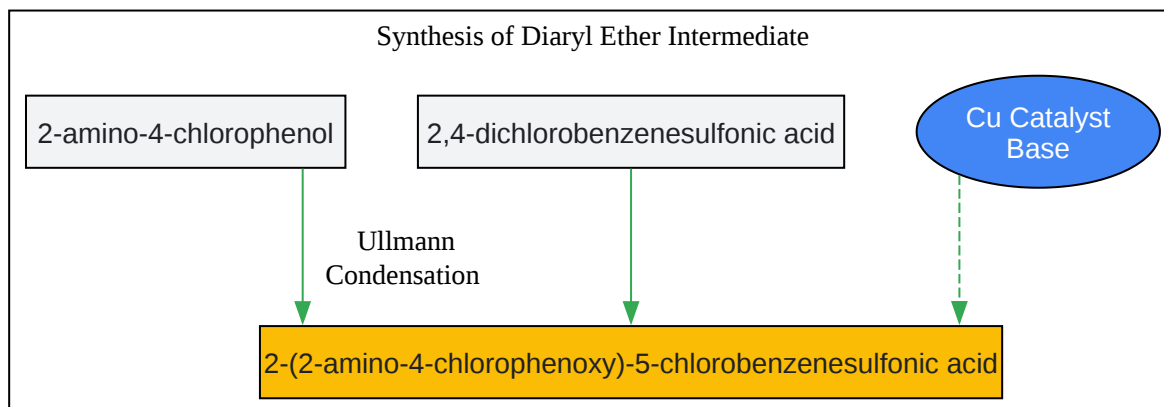 Synthesis of Diaryl Ether Intermediate
2-amino-4-chlorophenol
2,4-dichlorobenzenesulfonic acid
Cu Catalyst
Base
Ullmann
Condensation
2-(2-amino-4-chlorophenoxy)-5-chlorobenzenesulfonic acid